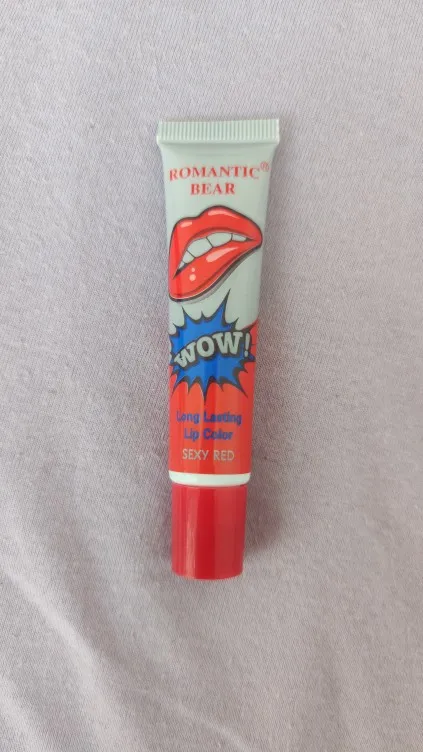 ROMANTIC®
BEAR
WOW!
Long Lasting
Lip Color
SEXY RED